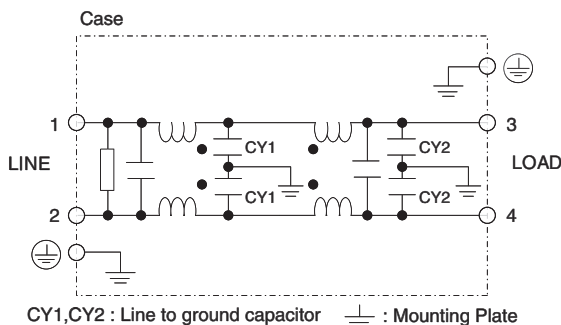 Case
1
3
CY1
CY2
LINE
LOAD
CY1
CY2
2
4
CY1,CY2 : Line to ground capacitor
: Mounting Plate